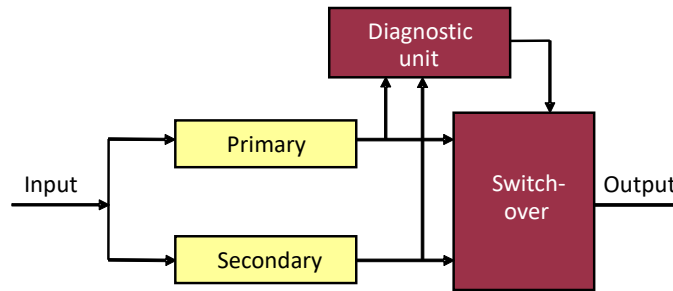 Diagnostic
unit
Primary
Input
Switch-
over
Output
Secondary